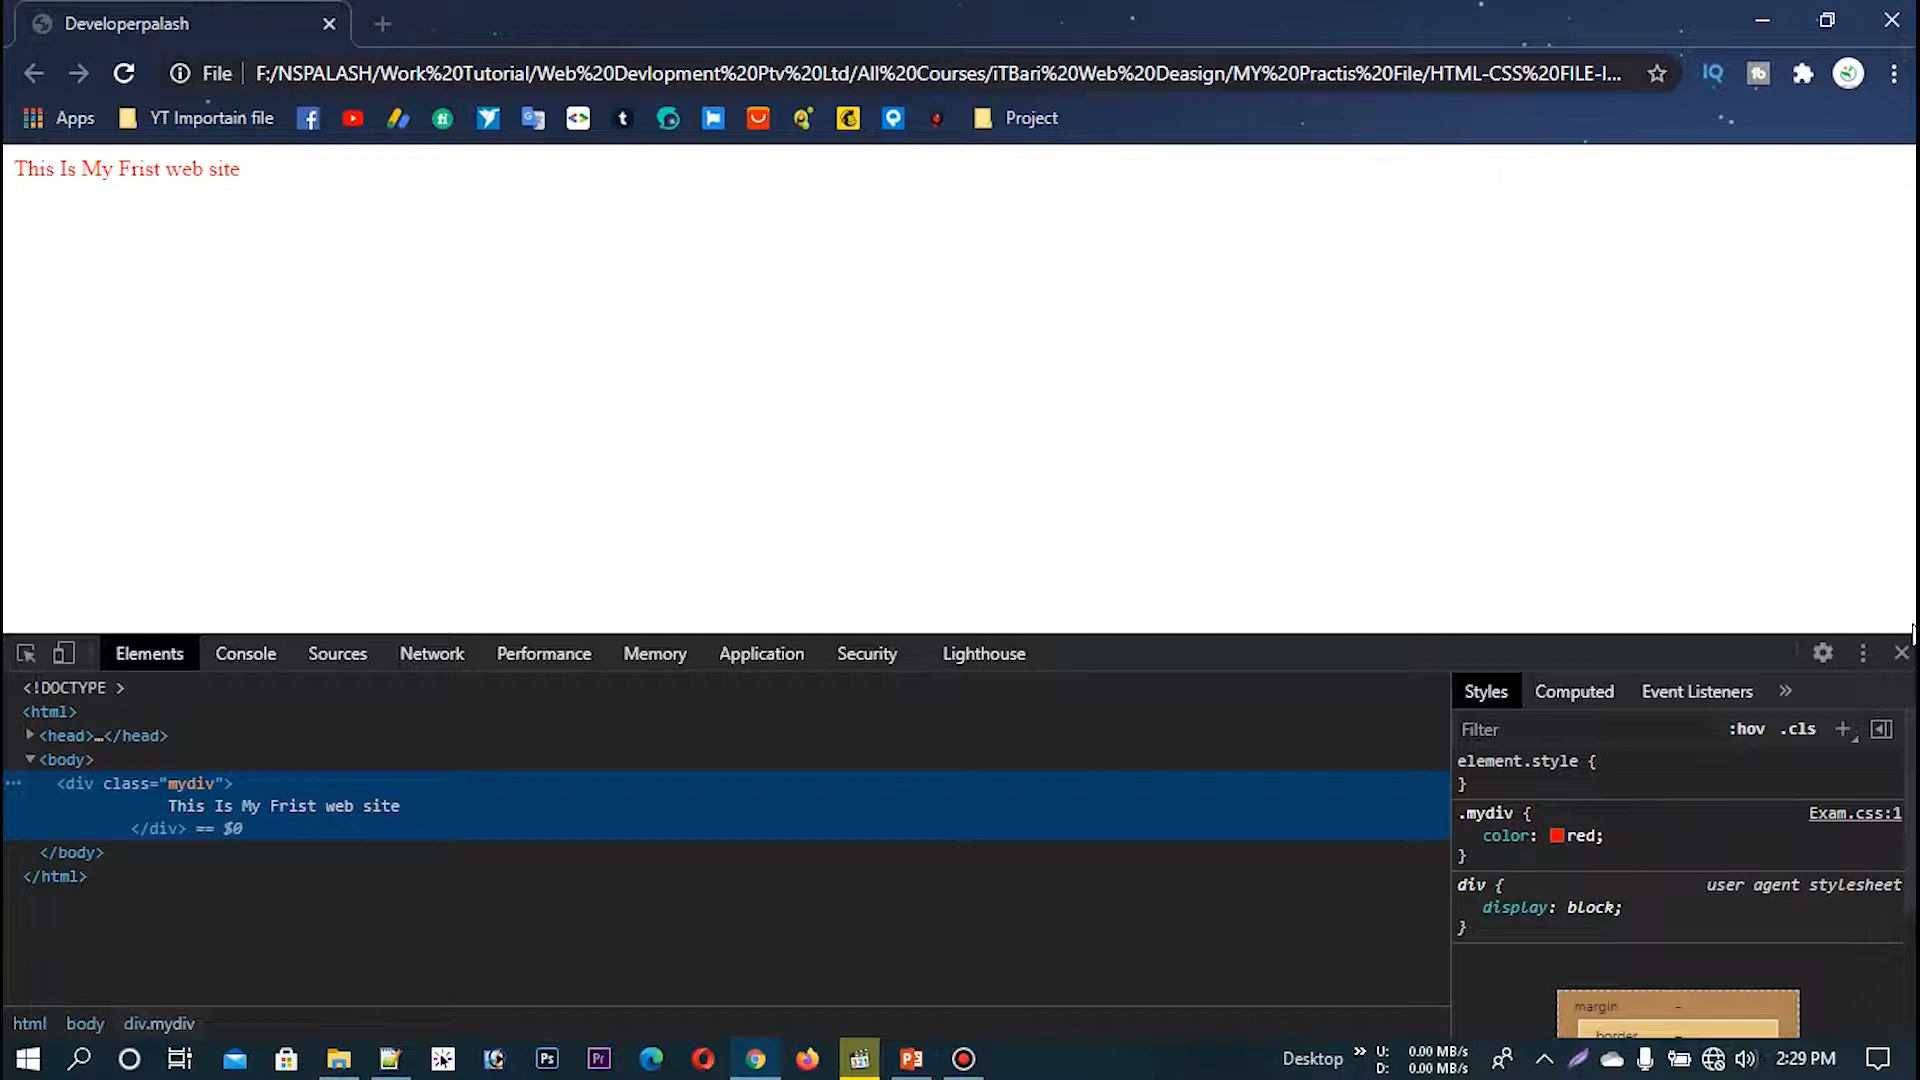 Developerpalash
File
F:/NSPALASH/Work%20Tutorial/Web%20Devlopment%20Ptv%20Ltd/All%20Courses/iTBari%20Web%20Deasign/MY%20Practis%20File/HTML-CSS%20FILE-I...
IQ
Apps
YT Importain file
Project
This Is My Frist web site
Elements
Console
Sources
Network
Performance
Memory
Application
Security
Lighthouse
<!DOCTYPE >
<html>
<head>…</head>
<body>
<div class="mydiv">
This Is My Frist web site
</div> == $0
</body>
</html>
html body div.mydiv
Styles
Computed
Event Listeners
»
Filter
:hov .cls +
element.style {
}
.mydiv {
Exam.css:1
color: red;
}
div {
user agent stylesheet
display: block;
}
margin –
border –
Ps
Pr
Desktop
»
U: 0.00 MB/s
D: 0.00 MB/s
2:29 PM